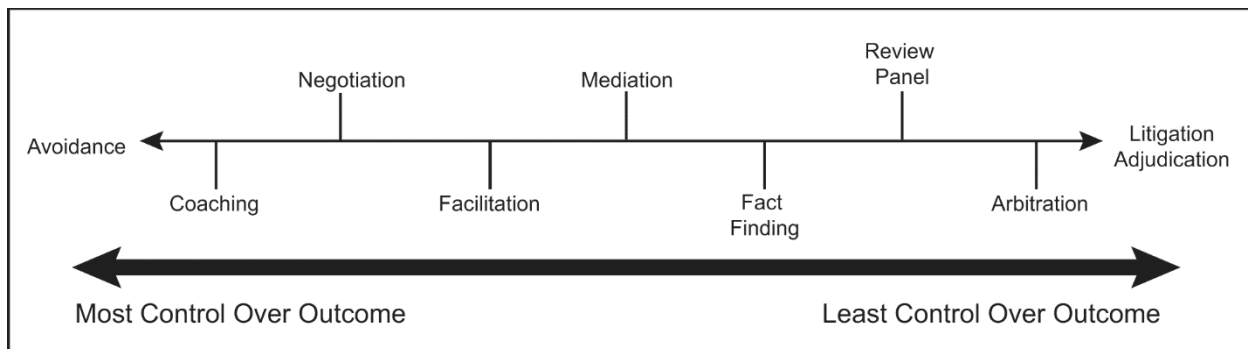 Review
Panel
Negotiation
Mediation
Avoidance
Litigation
Adjudication
Coaching
Facilitation
Fact
Finding
Arbitration
Most Control Over Outcome
Least Control Over Outcome